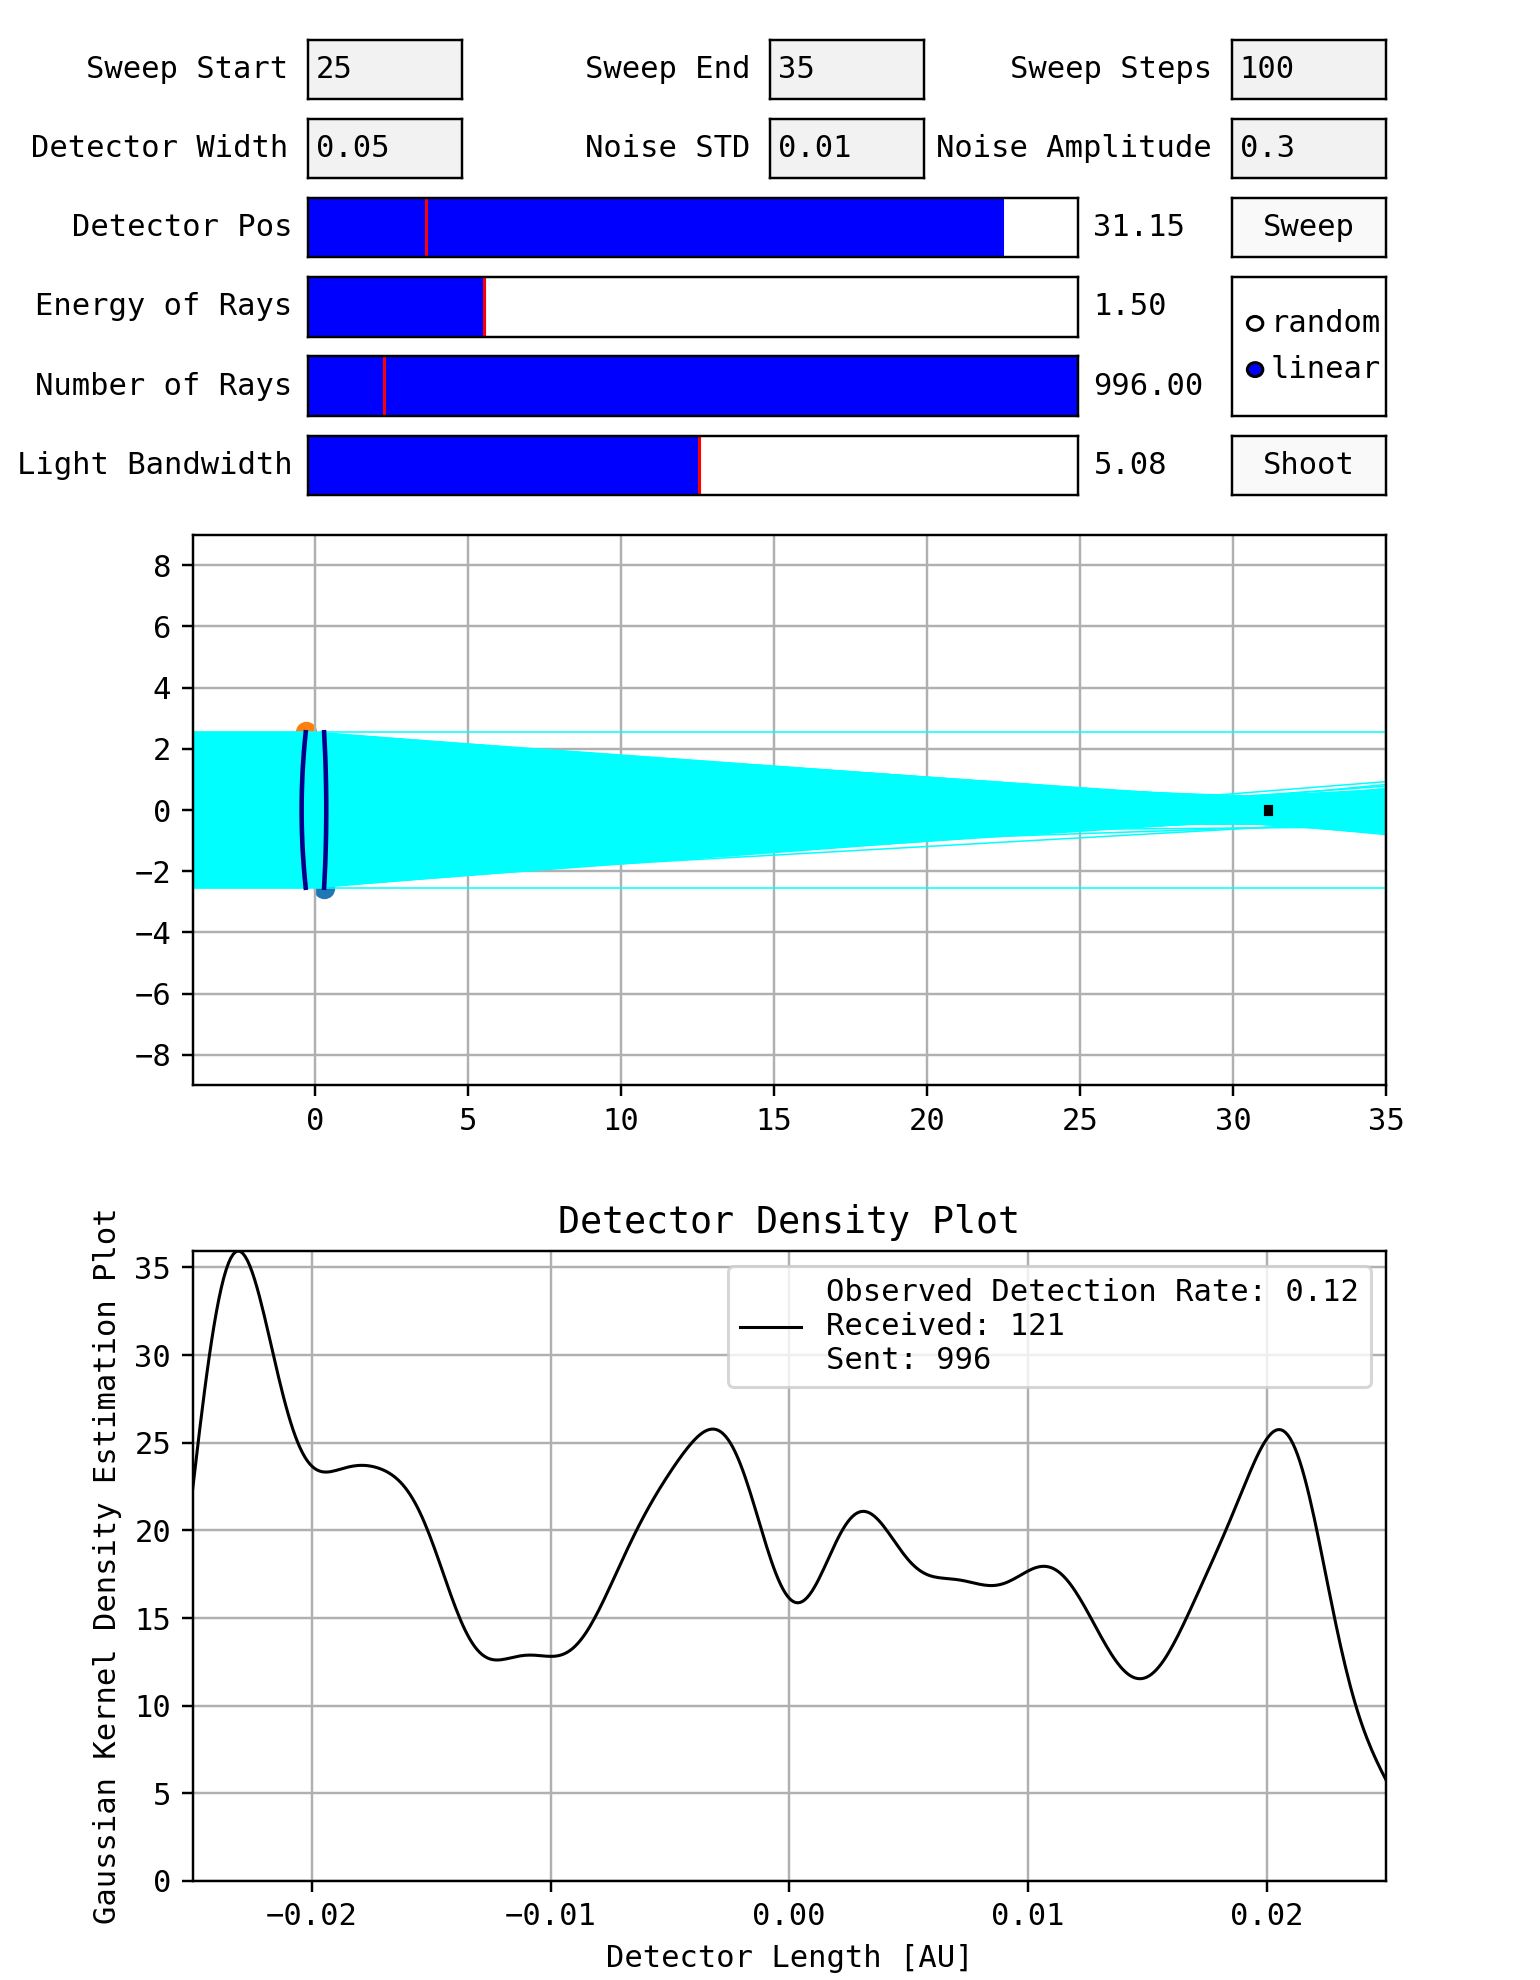 Sweep Start 25 Sweep End 35 Sweep Steps 100
Detector Width 0.05 Noise STD 0.01 Noise Amplitude 0.3
Detector Pos 31.15 Sweep
Energy of Rays 1.50 random
linear
Number of Rays 996.00
Light Bandwidth 5.08 Shoot
8
6
4
2
0
−2
−4
−6
−8
0 5 10 15 20 25 30 35
Detector Density Plot
Gaussian Kernel Density Estimation Plot
35
30
25
20
15
10
5
0
Observed Detection Rate: 0.12
Received: 121
Sent: 996
−0.02 −0.01 0.00 0.01 0.02
Detector Length [AU]